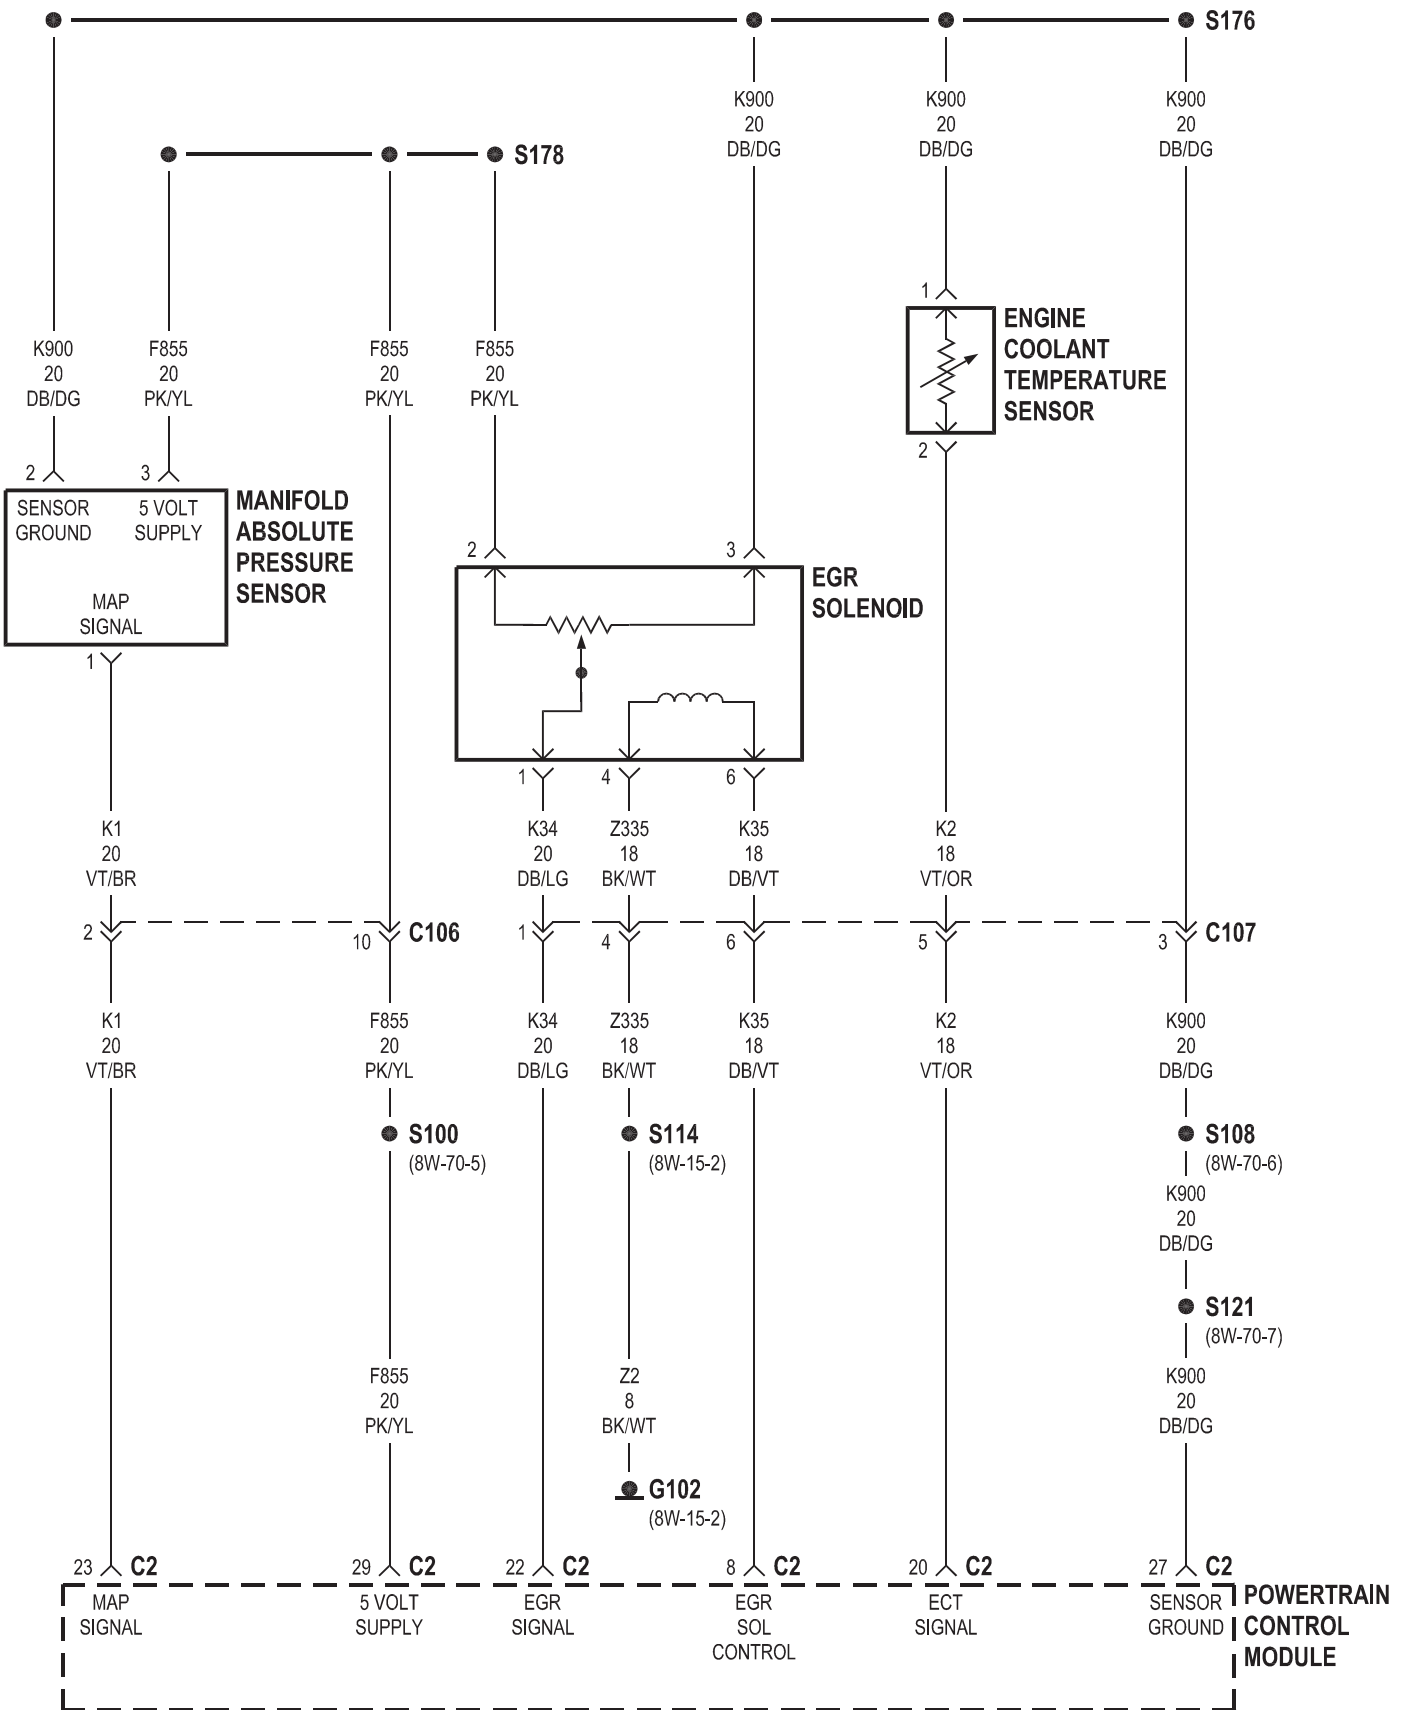 S176
K900
20
DB/DG
K900
20
DB/DG
K900
20
DB/DG
S178
K900
20
DB/DG
F855
20
PK/YL
F855
20
PK/YL
F855
20
PK/YL
1
ENGINE
COOLANT
TEMPERATURE
SENSOR
2
2
3
SENSOR
GROUND
5 VOLT
SUPPLY
MAP
SIGNAL
MANIFOLD
ABSOLUTE
PRESSURE
SENSOR
1
2
3
EGR
SOLENOID
1
4
6
K1
20
VT/BR
K34
20
DB/LG
Z335
18
BK/WT
K35
18
DB/VT
K2
18
VT/OR
2
10
C106
1
4
6
5
3
C107
K1
20
VT/BR
F855
20
PK/YL
K34
20
DB/LG
Z335
18
BK/WT
K35
18
DB/VT
K2
18
VT/OR
K900
20
DB/DG
S100
(8W-70-5)
S114
(8W-15-2)
S108
(8W-70-6)
K900
20
DB/DG
S121
(8W-70-7)
F855
20
PK/YL
Z2
8
BK/WT
K900
20
DB/DG
G102
(8W-15-2)
23 C2
29 C2
22 C2
8 C2
20 C2
27 C2
MAP
SIGNAL
5 VOLT
SUPPLY
EGR
SIGNAL
EGR
SOL
CONTROL
ECT
SIGNAL
SENSOR
GROUND
POWERTRAIN
CONTROL
MODULE